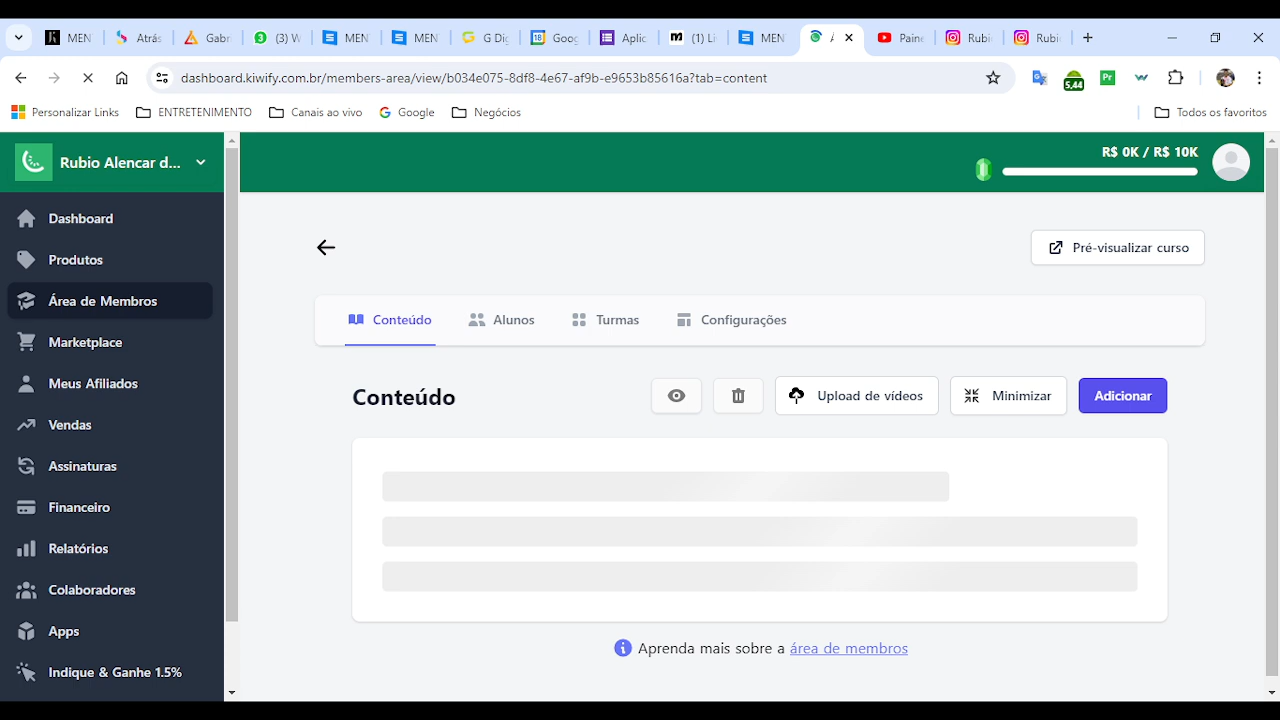 MEN
Atrás
Gabr
(3) V
MEN
MEN
G Dig
Goog
Aplic
(1) Li
MEN
A
Paine
Rubi
Rubi
dashboard.kiwify.com.br/members-area/view/b034e075-8df8-4e67-af9b-e9653b85616a?tab=content
5,44
Pr
Personalizar Links
ENTRETENIMENTO
Canais ao vivo
Google
Negócios
Todos os favoritos
Rubio Alencar d...
R$ 0K / R$ 10K
Dashboard
Produtos
Área de Membros
Marketplace
Meus Afiliados
Vendas
Assinaturas
Financeiro
Relatórios
Colaboradores
Apps
Indique & Ganhe 1.5%
Pré-visualizar curso
Conteúdo
Alunos
Turmas
Configurações
Conteúdo
Upload de vídeos
Minimizar
Adicionar
Aprenda mais sobre a área de membros